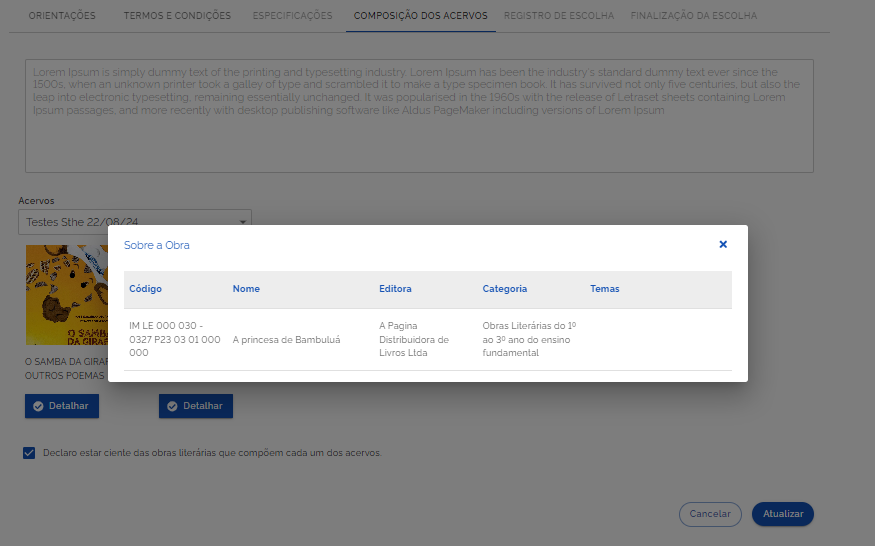 ORIENTAÇÕES
TERMOS E CONDIÇÕES
ESPECIFICAÇÕES
COMPOSIÇÃO DOS ACERVOS
REGISTRO DE ESCOLHA
FINALIZAÇÃO DA ESCOLHA
Lorem Ipsum is simply dummy text of the printing and typesetting industry. Lorem Ipsum has been the industry's standard dummy text ever since the
1500s, when an unknown printer took a galley of type and scrambled it to make a type specimen book. It has survived not only five centuries, but also the
leap into electronic typesetting, remaining essentially unchanged. It was popularised in the 1960s with the release of Letraset sheets containing Lorem
Ipsum passages, and more recently with desktop publishing software like Aldus PageMaker including versions of Lorem Ipsum
Acervos
Testes Sthe 22/08/24
Sobre a Obra
×
Código
Nome
Editora
Categoria
Temas
IM LE 000 030 -
0327 P23 03 01 000
000
A princesa de Bambuluá
A Pagina
Distribuidora de
Livros Ltda
Obras Literárias do 1º
ao 3º ano do ensino
fundamental
O SAMBA
DA GIRAF
O SAMBA DA GIRAF
OUTROS POEMAS
Detalhar
Detalhar
Declaro estar ciente das obras literárias que compõem cada um dos acervos.
Cancelar
Atualizar